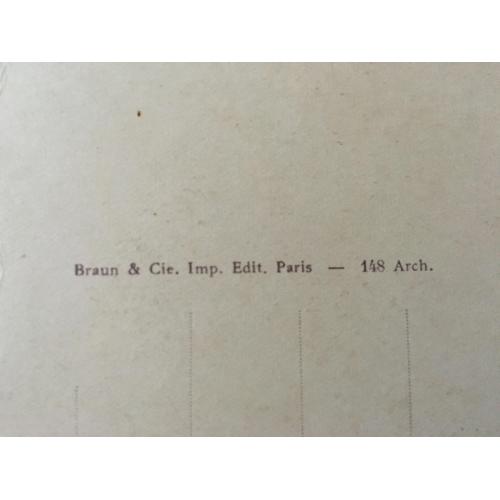 Braun & Cie. Imp. Edit. Paris — 148 Arch.